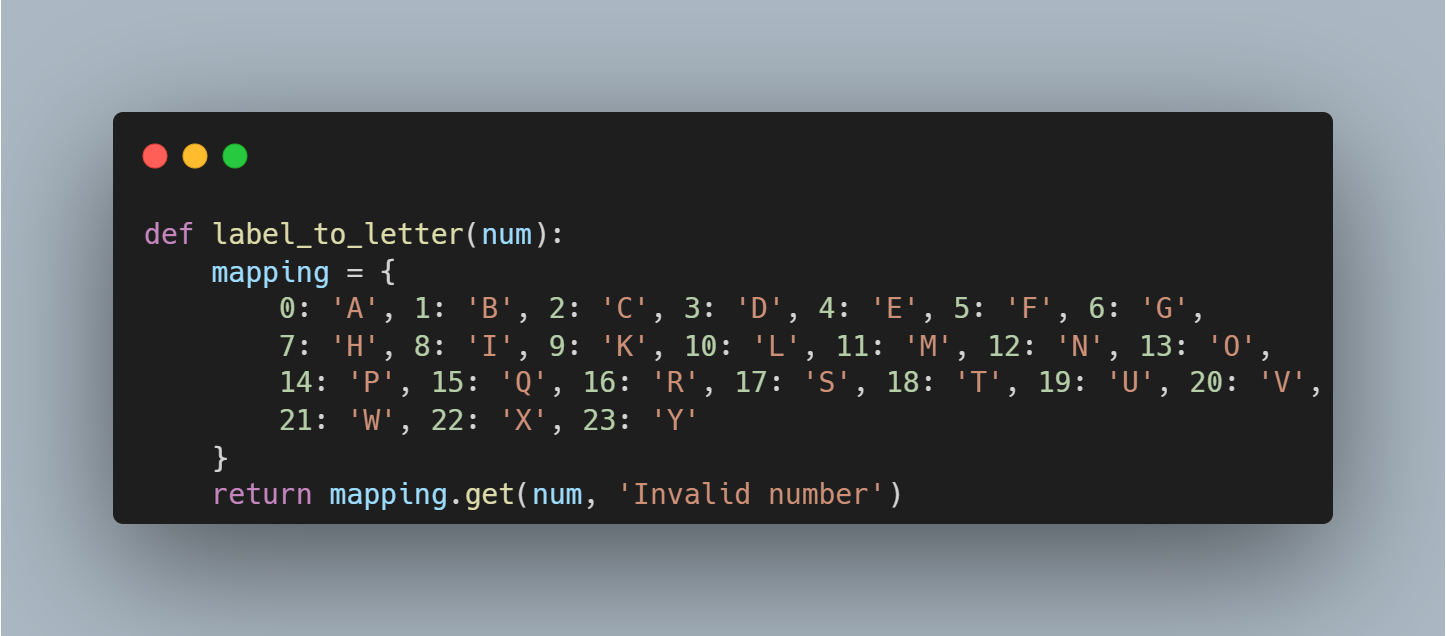 def label_to_letter(num):
    mapping = {
        0: 'A', 1: 'B', 2: 'C', 3: 'D', 4: 'E', 5: 'F', 6: 'G',
        7: 'H', 8: 'I', 9: 'K', 10: 'L', 11: 'M', 12: 'N', 13: 'O',
        14: 'P', 15: 'Q', 16: 'R', 17: 'S', 18: 'T', 19: 'U', 20: 'V',
        21: 'W', 22: 'X', 23: 'Y'
    }
    return mapping.get(num, 'Invalid number')